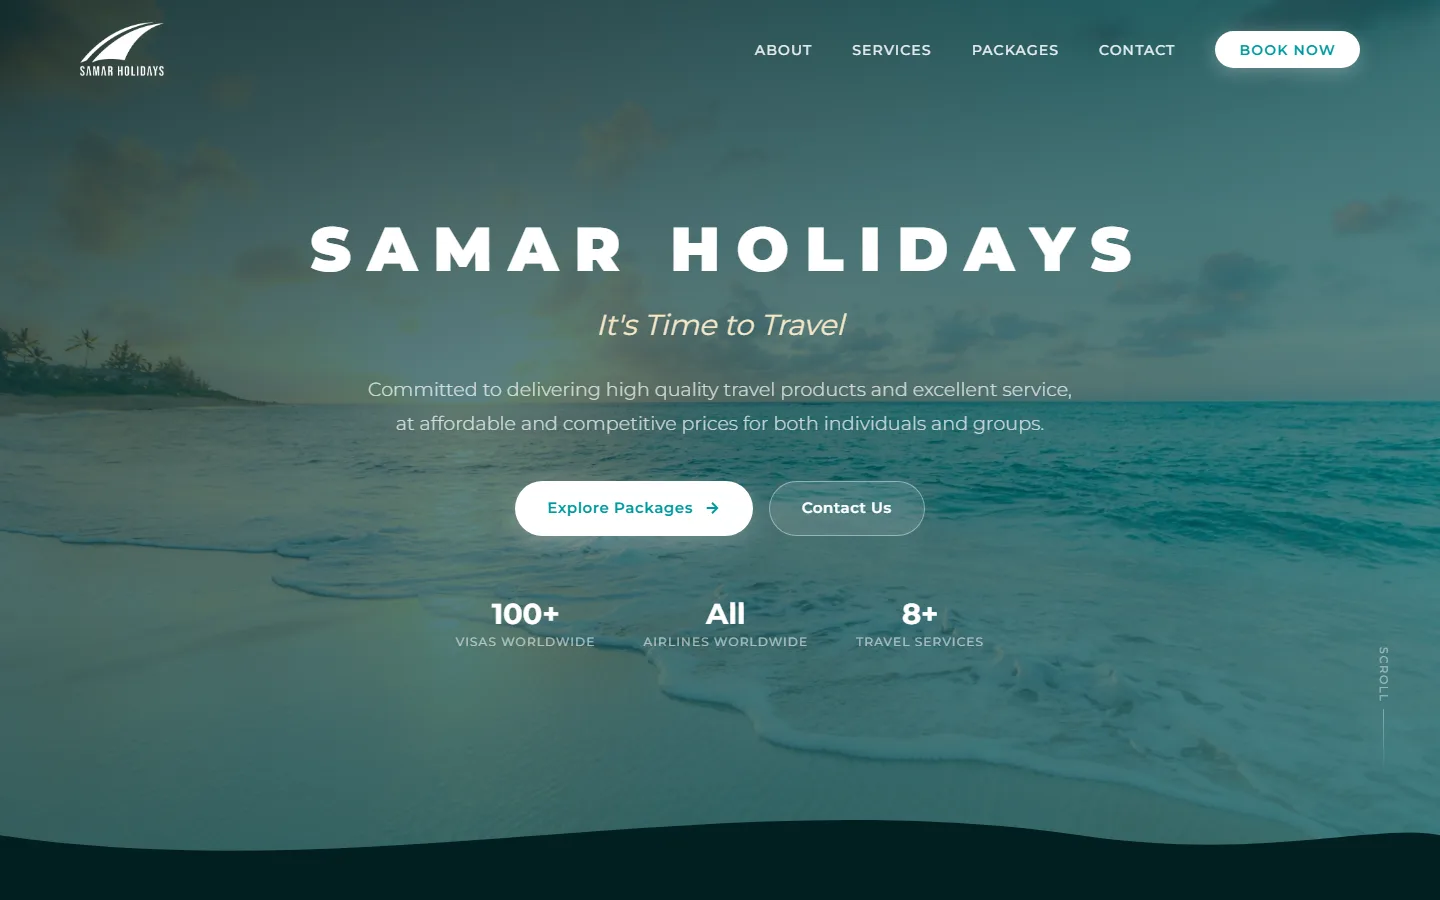 SAMAR HOLIDAYS
ABOUT
SERVICES
PACKAGES
CONTACT
BOOK NOW
SAMAR HOLIDAYS
It's Time to Travel
Committed to delivering high quality travel products and excellent service,
at affordable and competitive prices for both individuals and groups.
Explore Packages →
Contact Us
100+
VISAS WORLDWIDE
All
AIRLINES WORLDWIDE
8+
TRAVEL SERVICES
SCROLL